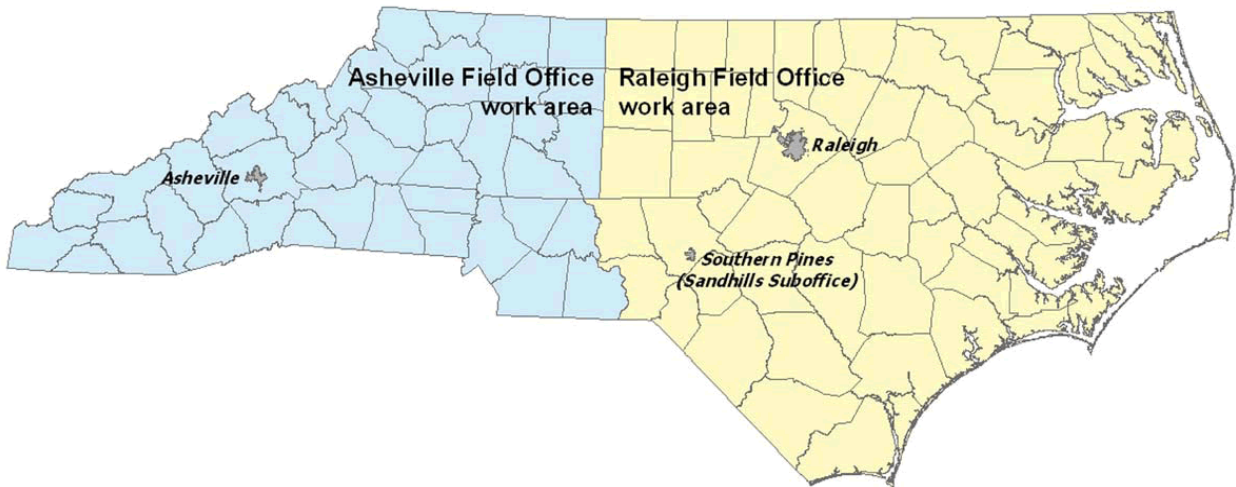 Asheville Field Office
work area
Raleigh Field Office
work area
Asheville
Raleigh
Southern Pines
(Sandhills Suboffice)